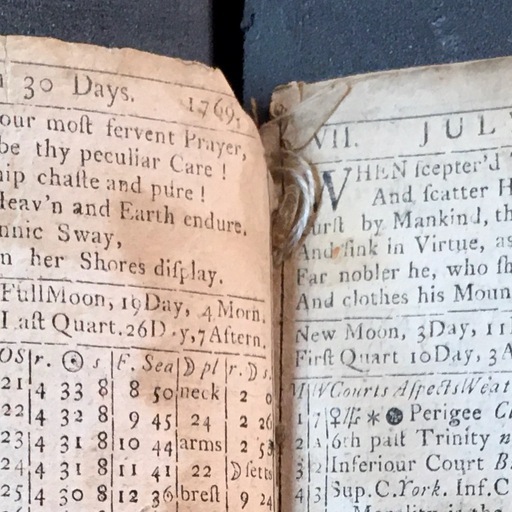 30 Days. 1769.
our moſt fervent Prayer,
be thy peculiar Care !
hip chaſte and pure !
Heav'n and Earth endure.
nnic Sway,
n her Shores diſplay.
FullMoon, 19Day, 4 Morn.
Laſt Quart. 26D y, 7 Aftern.
OS r. ☉ s F. Sea ☽ pl r. ☽ s.
21 4 33 8 8 50 neck 2 0
22 4 32 8 9 45 24 2 26
23 4 31 8 10 44 arms 2 53
24 4 31 8 11 41 22 ☽ ſetts
25 4 30 8 12 36 breſt 9 24
VII. JULY
WHEN ſcepter'd
And ſcatter H
urſt by Mankind, th
And ſink in Virtue, as
Far nobler he, who ſh
And clothes his Moun
New Moon, 3Day, 11
Firſt Quart 10Day, 3 A
M W Courts Aſpects Weat
1 7 Perigee
2 A 6th paſt Trinity n
3 2 Inferiour Court B.
4 3 Sup.C.York. Inf.C